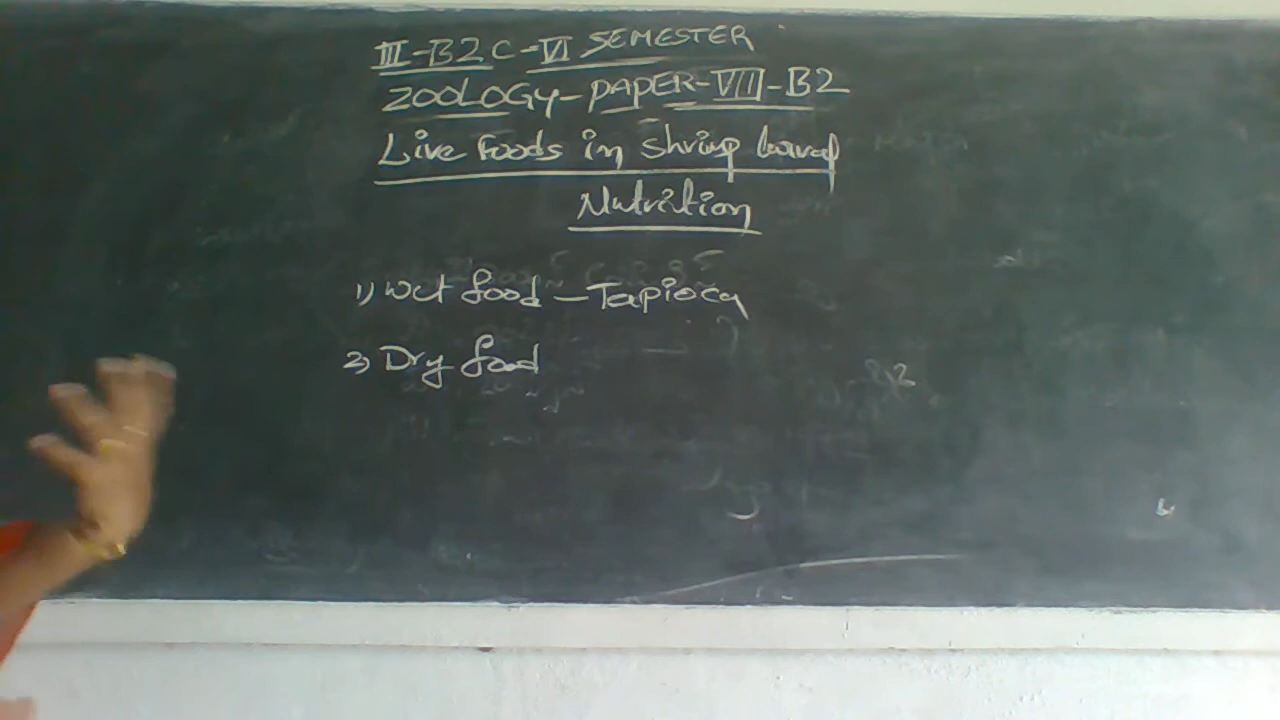 III-BZC-VI SEMESTER
ZOOLOGY-PAPER-VII-B2
Live Foods in Shrimp larval
Nutrition
1) Wet food - Tapioca
2) Dry food